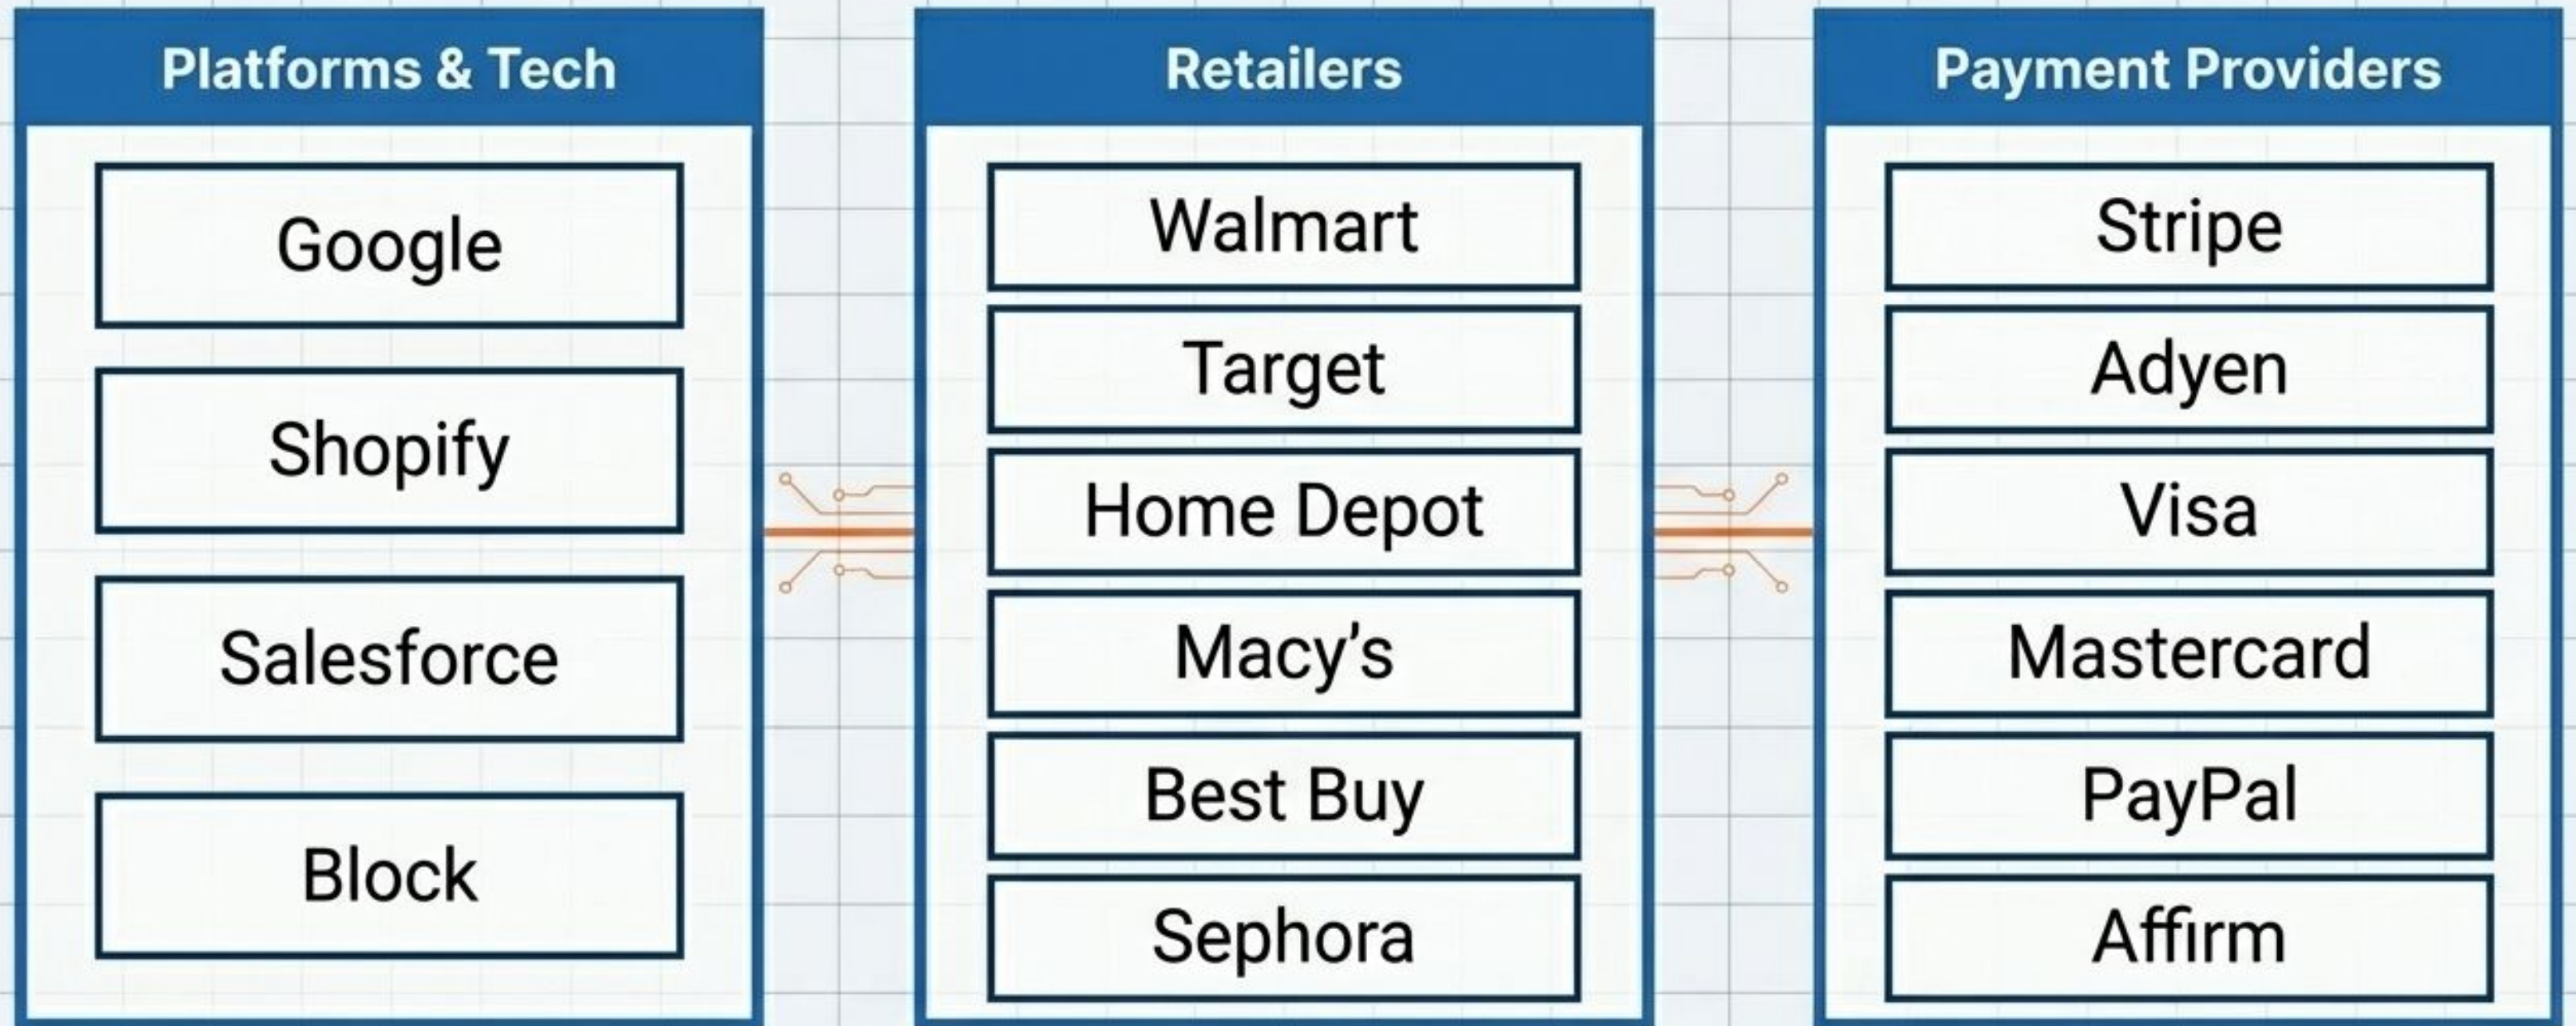 Platforms & Tech
Google
Shopify
Salesforce
Block
Retailers
Walmart
Target
Home Depot
Macy’s
Best Buy
Sephora
Payment Providers
Stripe
Adyen
Visa
Mastercard
PayPal
Affirm